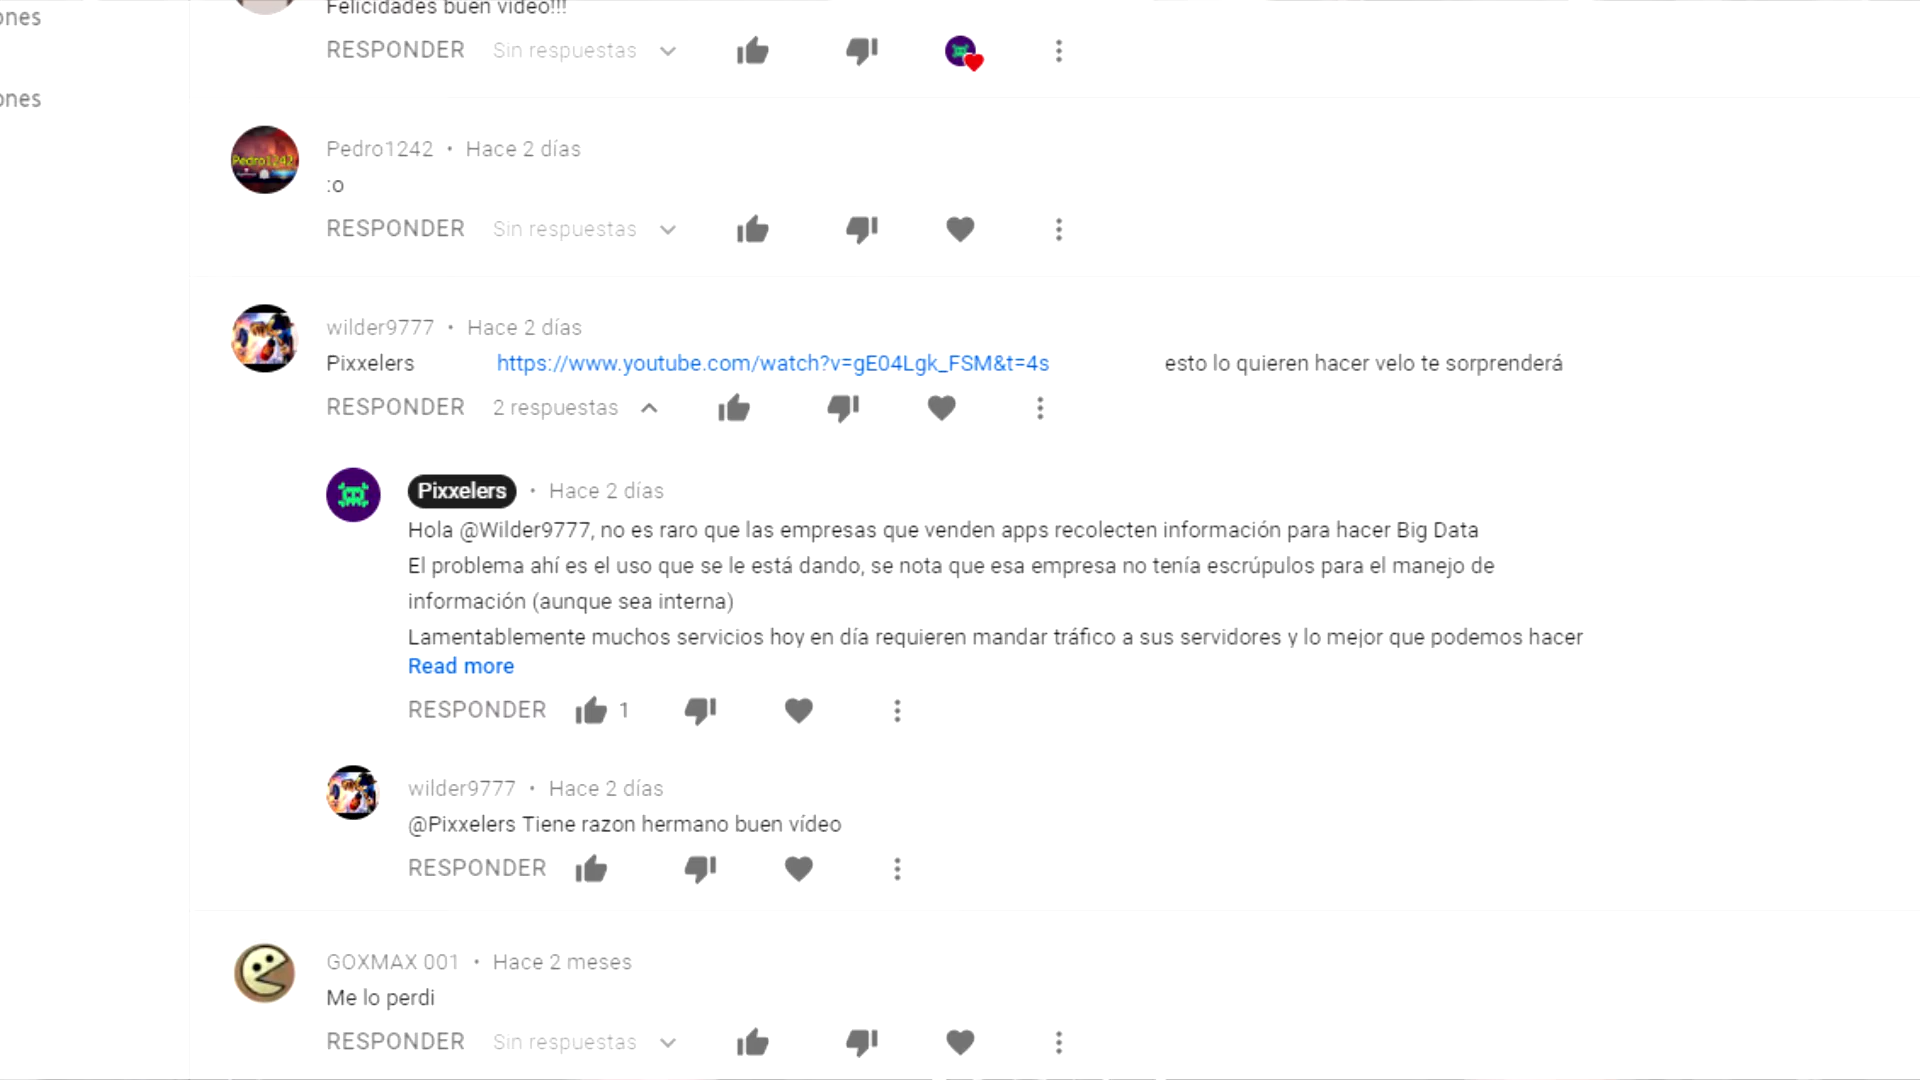 ones
ones
Felicidades buen video!!!
RESPONDER Sin respuestas
Pedro1242
Pedro1242 • Hace 2 días
:o
RESPONDER Sin respuestas
wilder9777 • Hace 2 días
Pixxelers https://www.youtube.com/watch?v=gE04Lgk_FSM&t=4s esto lo quieren hacer velo te sorprenderá
RESPONDER 2 respuestas
Pixxelers • Hace 2 días
Hola @Wilder9777, no es raro que las empresas que venden apps recolecten información para hacer Big Data
El problema ahí es el uso que se le está dando, se nota que esa empresa no tenía escrúpulos para el manejo de
información (aunque sea interna)
Lamentablemente muchos servicios hoy en día requieren mandar tráfico a sus servidores y lo mejor que podemos hacer
Read more
RESPONDER 1
wilder9777 • Hace 2 días
@Pixxelers Tiene razon hermano buen vídeo
RESPONDER
GOXMAX 001 • Hace 2 meses
Me lo perdi
RESPONDER Sin respuestas